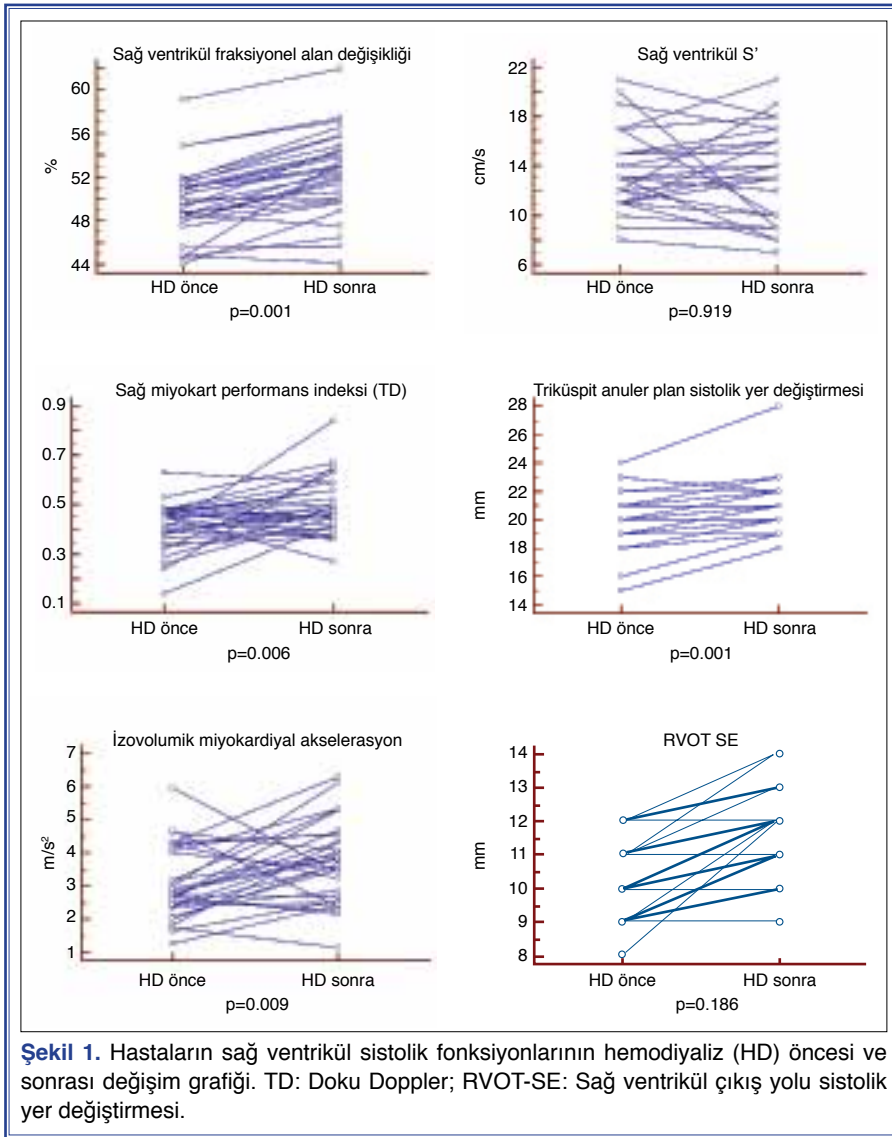 Sağ ventrikül fraksiyonel alan değişikliği
60
56
52
48
44
%
HD önce HD sonra
p=0.001
Sağ ventrikül S’
22
18
14
10
6
cm/s
HD önce HD sonra
p=0.919
Sağ miyokart performans indeksi (TD)
0.9
0.7
0.5
0.3
0.1
HD önce HD sonra
p=0.006
Triküspit anuler plan sistolik yer değiştirmesi
28
26
24
22
20
18
16
14
mm
HD önce HD sonra
p=0.001
İzovolumik miyokardiyal akselerasyon
7
6
5
4
3
2
1
m/s²
HD önce HD sonra
p=0.009
RVOT SE
14
13
12
11
10
9
8
mm
HD önce HD sonra
p=0.186
Şekil 1. Hastaların sağ ventrikül sistolik fonksiyonlarının hemodiyaliz (HD) öncesi ve
sonrası değişim grafiği. TD: Doku Doppler; RVOT-SE: Sağ ventrikül çıkış yolu sistolik
yer değiştirmesi.